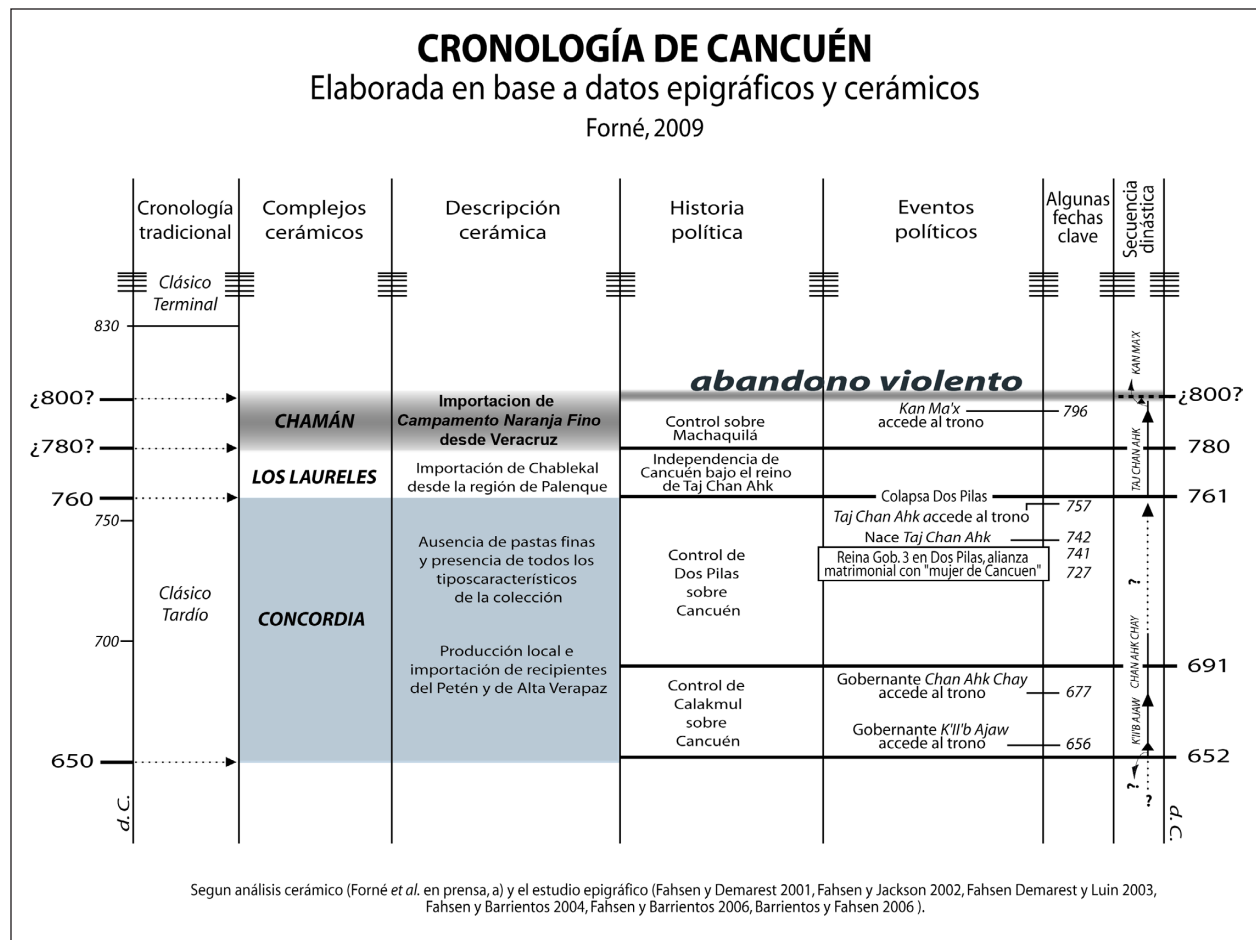 CRONOLOGÍA DE CANCUÉN
Elaborada en base a datos epigráficos y cerámicos
Forné, 2009
Cronología
tradicional
Complejos
cerámicos
Descripción
cerámica
Historia
política
Eventos
políticos
Algunas
fechas
clave
Secuencia
dinástica
Clásico
Terminal
830
¿800?
¿780?
760
750
Clásico
Tardío
700
650
d. C.
CHAMÁN
LOS LAURELES
CONCORDIA
Importacion de
Campamento Naranja Fino
desde Veracruz
Importación de Chablekal
desde la región de Palenque
Ausencia de pastas finas
y presencia de todos los
tiposcaracterísticos
de la colección
Producción local e
importación de recipientes
del Petén y de Alta Verapaz
abandono violento
Control sobre
Machaquilá
Independencia de
Cancuén bajo el reino
de Taj Chan Ahk
Control de
Dos Pilas
sobre
Cancuén
Control de
Calakmul
sobre
Cancuén
Kan Ma'x
accede al trono
796
Colapsa Dos Pilas
Taj Chan Ahk accede al trono
757
Nace Taj Chan Ahk
742
Reina Gob. 3 en Dos Pilas, alianza
matrimonial con "mujer de Cancuen"
741
727
Gobernante Chan Ahk Chay
accede al trono
677
Gobernante K'II'b Ajaw
accede al trono
656
KAN MA'X
TAJ CHAN AHK
?
CHAN AHK CHAY
K'II'B AJAW
?
?
¿800?
780
761
691
652
d. C.
Segun análisis cerámico (Forné et al. en prensa, a) y el estudio epigráfico (Fahsen y Demarest 2001, Fahsen y Jackson 2002, Fahsen Demarest y Luin 2003,
Fahsen y Barrientos 2004, Fahsen y Barrientos 2006, Barrientos y Fahsen 2006 ).